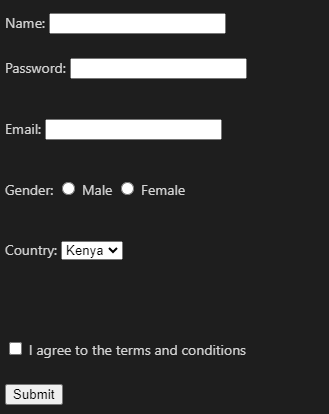 Name:
Password:
Email:
Gender: Male Female
Country: Kenya
I agree to the terms and conditions
Submit